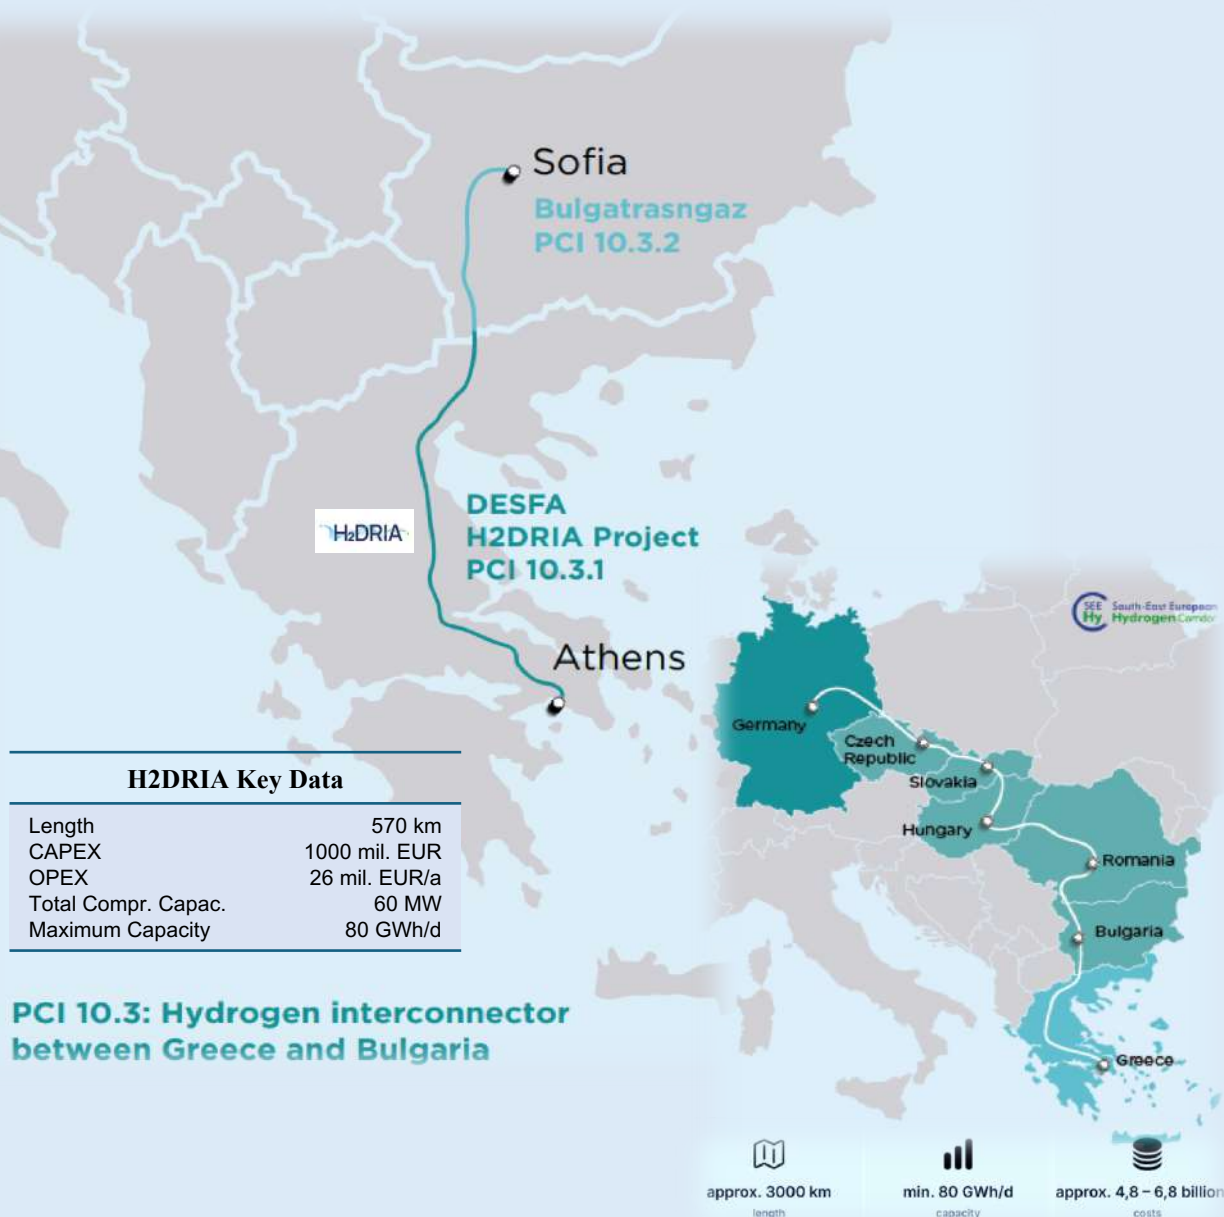 Sofia
Bulgatrasngaz
PCI 10.3.2
H₂DRIA
DESFA
H2DRIA Project
PCI 10.3.1
Athens
H2DRIA Key Data
Length 570 km
CAPEX 1000 mil. EUR
OPEX 26 mil. EUR/a
Total Compr. Capac. 60 MW
Maximum Capacity 80 GWh/d
PCI 10.3: Hydrogen interconnector
between Greece and Bulgaria
SEE South-East European
Hy Hydrogen Corridor
Germany
Czech
Republic
Slovakia
Hungary
Romania
Bulgaria
Greece
approx. 3000 km
length
min. 80 GWh/d
capacity
approx. 4,8 – 6,8 billion
costs